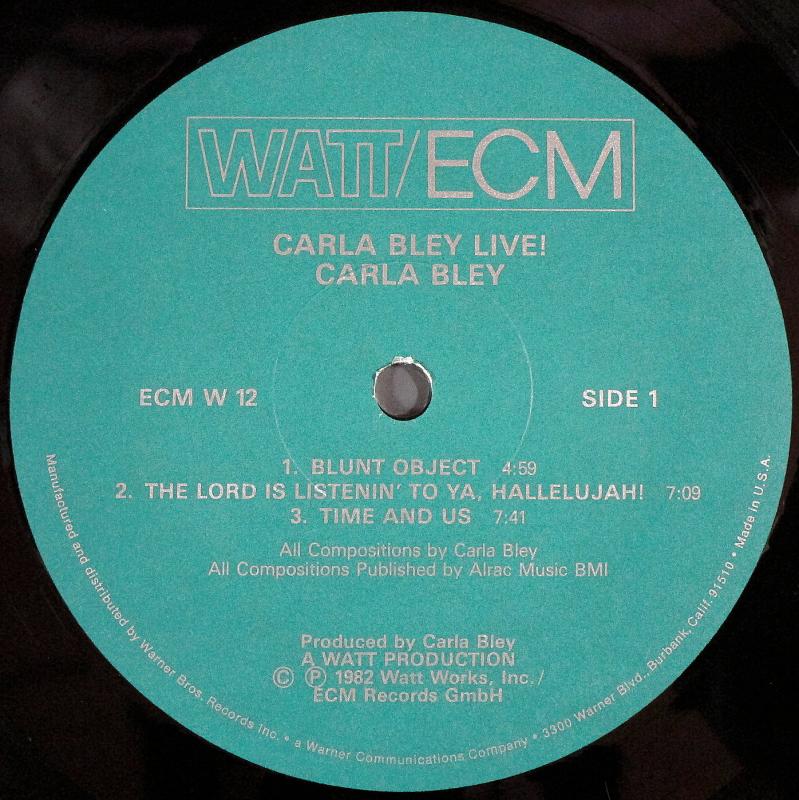 WATT/ECM
CARLA BLEY LIVE!
CARLA BLEY
ECM W 12
SIDE 1
1. BLUNT OBJECT 4:59
2. THE LORD IS LISTENIN' TO YA, HALLELUJAH! 7:09
3. TIME AND US 7:41
All Compositions by Carla Bley
All Compositions Published by Alrac Music BMI
Produced by Carla Bley
A WATT PRODUCTION
© ℗ 1982 Watt Works, Inc./
ECM Records GmbH
Manufactured and distributed by Warner Bros. Records Inc. • a Warner Communications Company • 3300 Warner Blvd., Burbank, Calif. 91510 • Made in U.S.A.